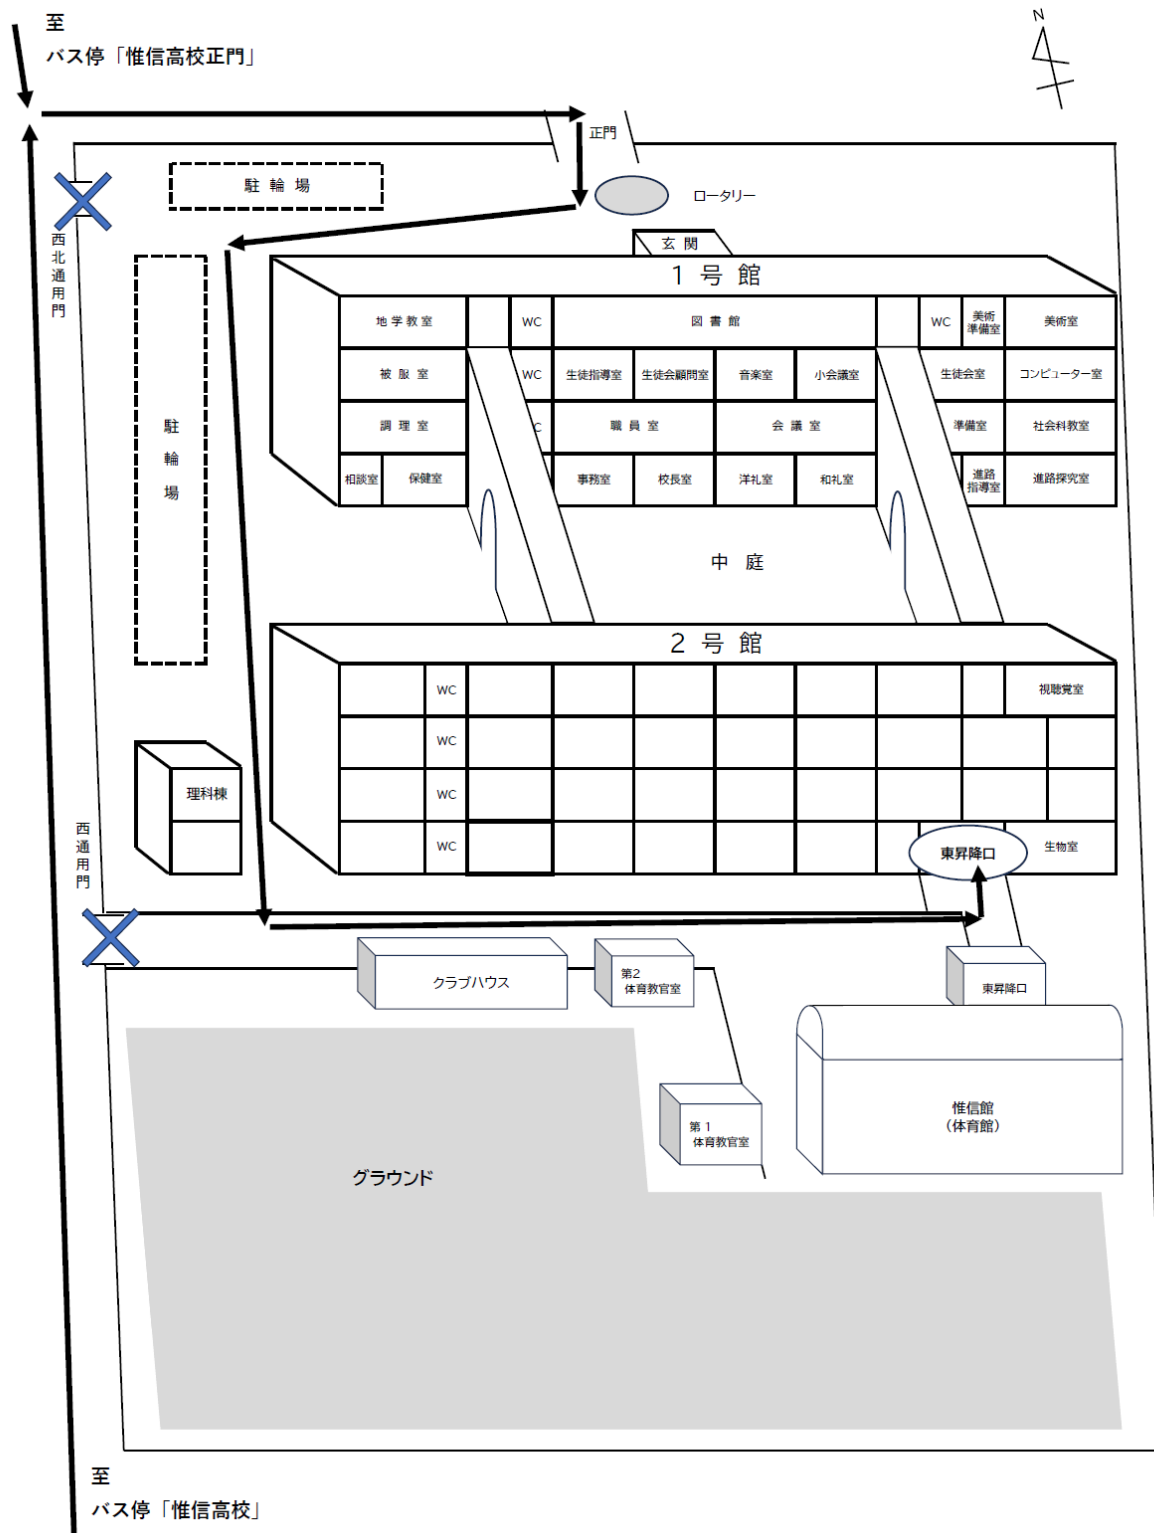 至
バス停「惟信高校正門」
N
正門
駐輪場
ロータリー
西北通用門
玄関
1号館
地学教室
WC
図書館
WC
美術
準備室
美術室
被服室
WC
生徒指導室
生徒会顧問室
音楽室
小会議室
生徒会室
コンピューター室
駐輪場
調理室
C
職員室
会議室
準備室
社会科教室
相談室
保健室
事務室
校長室
洋礼室
和礼室
進路
指導室
進路探究室
中庭
2号館
WC
視聴覚室
WC
理科棟
WC
西通用門
WC
東昇降口
生物室
クラブハウス
第2
体育教官室
東昇降口
惟信館
(体育館)
第1
体育教官室
グラウンド
至
バス停「惟信高校」